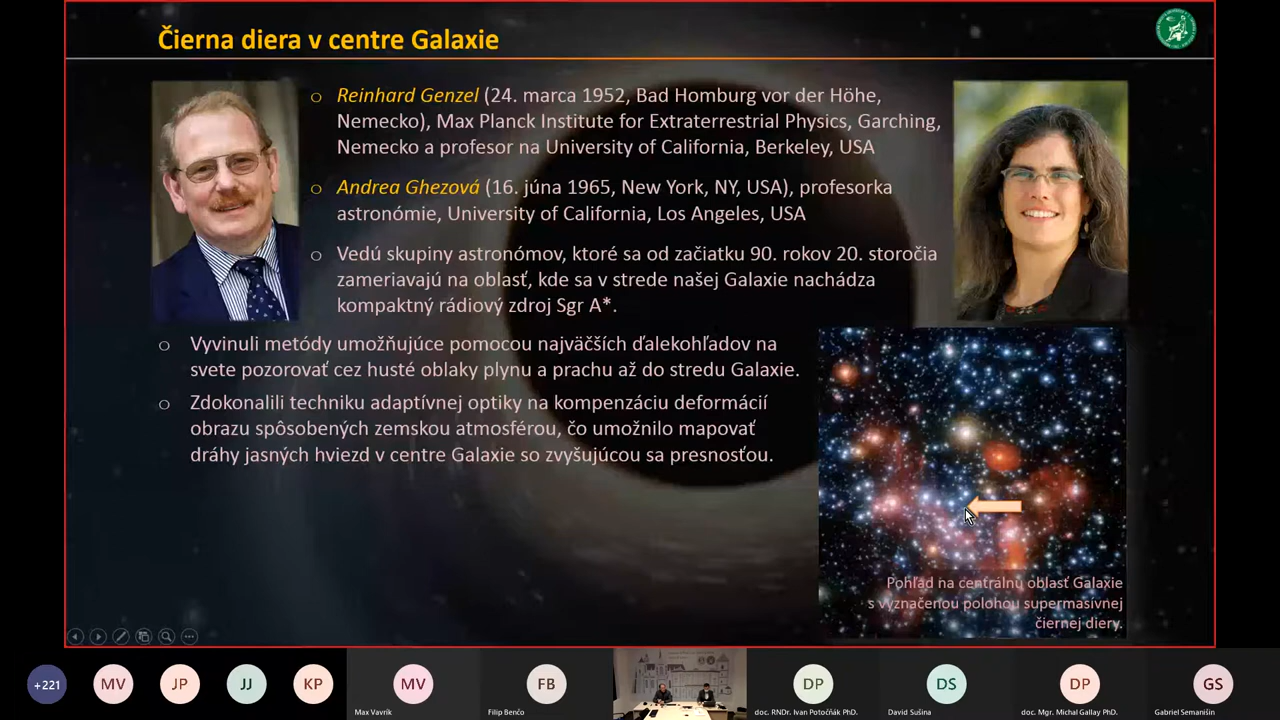 Čierna diera v centre Galaxie
Reinhard Genzel (24. marca 1952, Bad Homburg vor der Höhe,
Nemecko), Max Planck Institute for Extraterrestrial Physics, Garching,
Nemecko a profesor na University of California, Berkeley, USA
Andrea Ghezová (16. júna 1965, New York, NY, USA), profesorka
astronómie, University of California, Los Angeles, USA
Vedú skupiny astronómov, ktoré sa od začiatku 90. rokov 20. storočia
zameriavajú na oblasť, kde sa v strede našej Galaxie nachádza
kompaktný rádiový zdroj Sgr A*.
Vyvinuli metódy umožňujúce pomocou najväčších ďalekohľadov na
svete pozorovať cez husté oblaky plynu a prachu až do stredu Galaxie.
Zdokonalili techniku adaptívnej optiky na kompenzáciu deformácií
obrazu spôsobených zemskou atmosférou, čo umožnilo mapovať
dráhy jasných hviezd v centre Galaxie so zvyšujúcou sa presnosťou.
Pohľad na centrálnu oblasť Galaxie
s vyznačenou polohou supermasívnej
čiernej diery.
+221
MV
JP
JJ
KP
MV
Max Vavrík
FB
Filip Benčo
DP
doc. RNDr. Ivan Potočňák PhD.
DS
David Sušina
DP
doc. Mgr. Michal Gallay PhD.
GS
Gabriel Semanišin